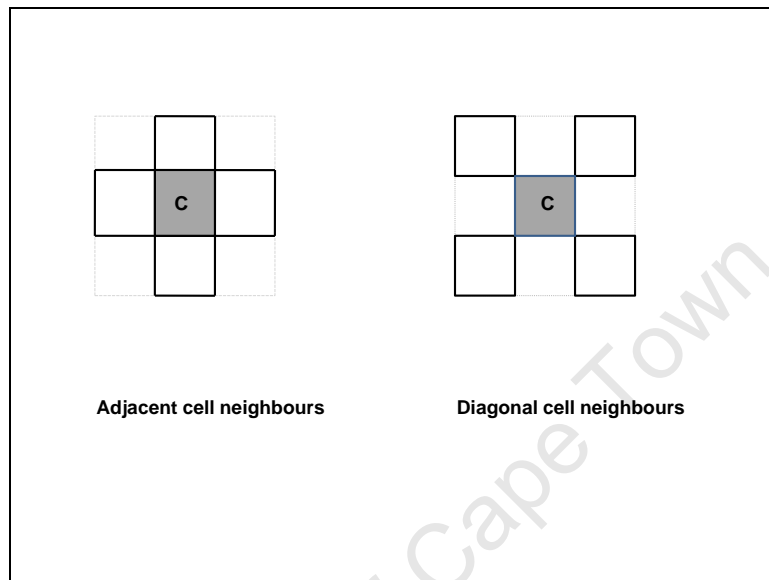 C
C
Adjacent cell neighbours
Diagonal cell neighbours
Cape Town